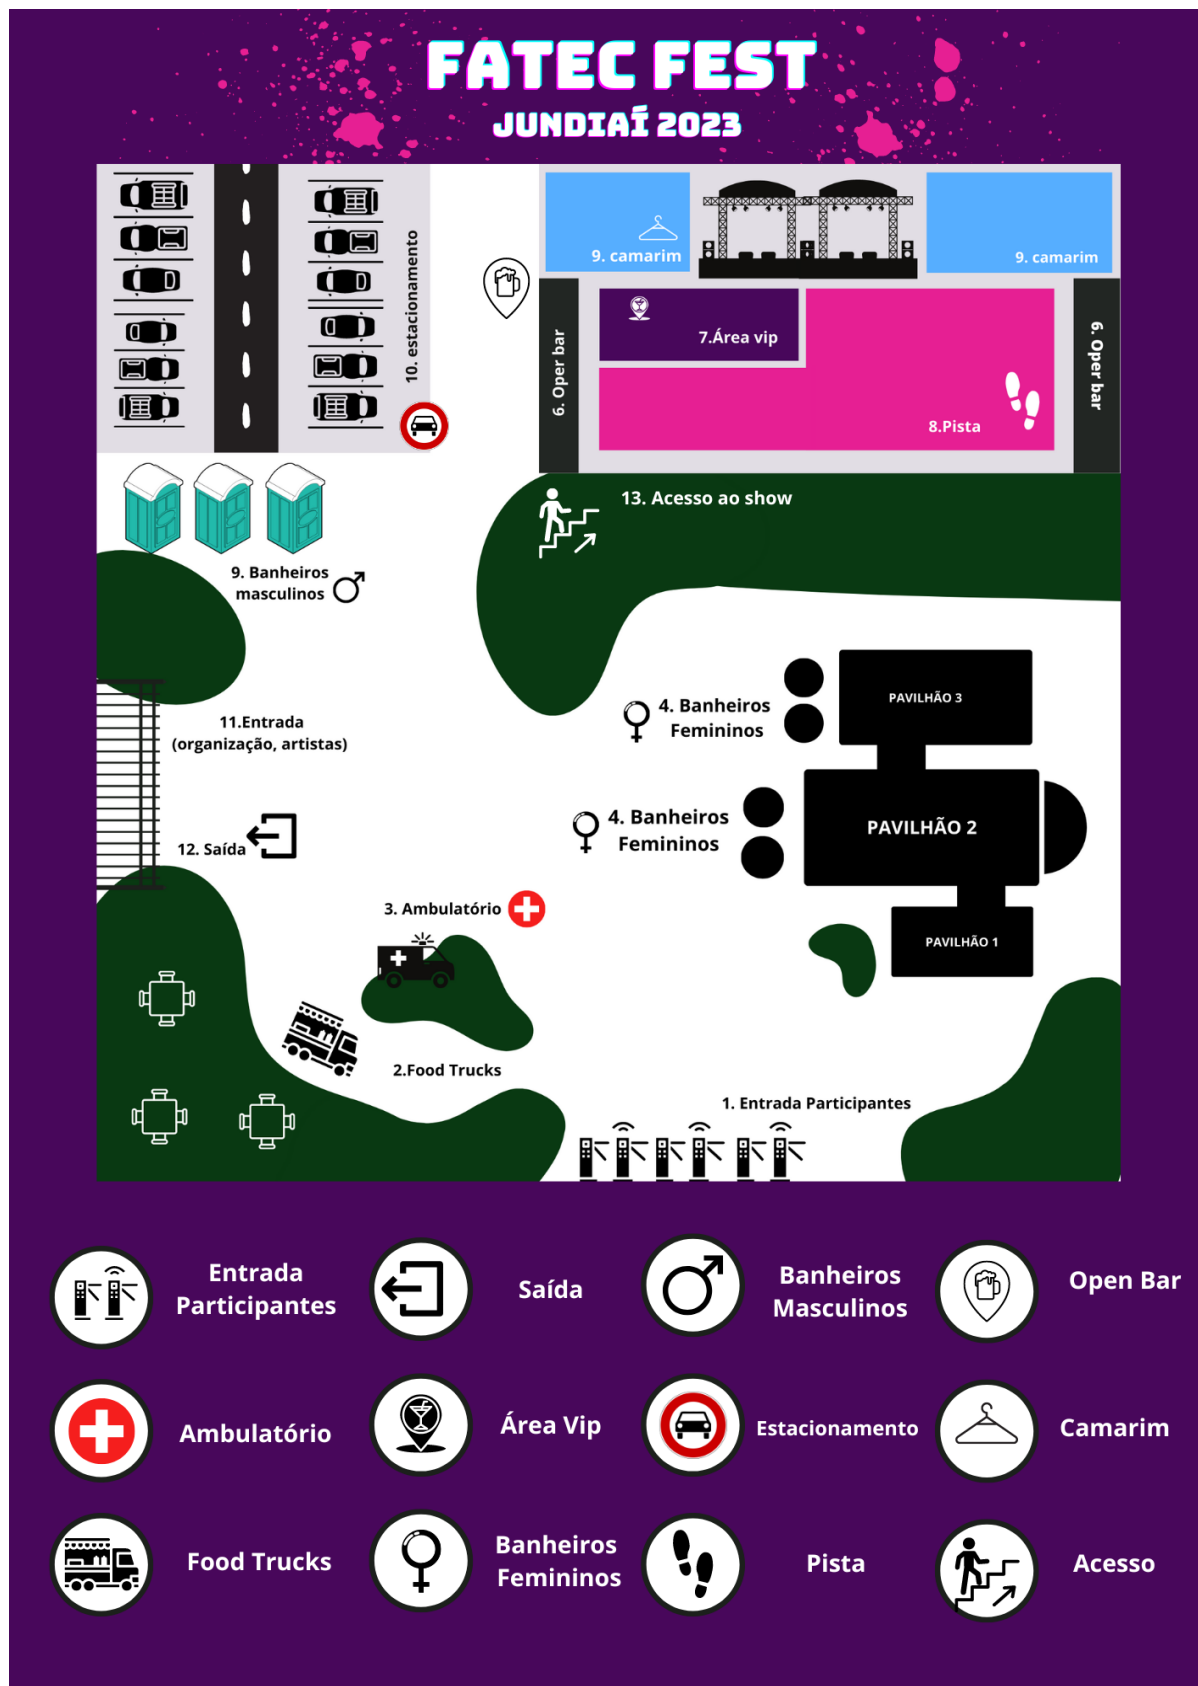 FATEC FEST
JUNDIAÍ 2023
10. estacionamento
9. camarim
9. camarim
6. Oper bar
7.Área vip
6. Oper bar
8.Pista
13. Acesso ao show
9. Banheiros
masculinos
11.Entrada
(organização, artistas)
4. Banheiros
Femininos
PAVILHÃO 3
4. Banheiros
Femininos
PAVILHÃO 2
12. Saída
3. Ambulatório
PAVILHÃO 1
2.Food Trucks
1. Entrada Participantes
Entrada
Participantes
Saída
Banheiros
Masculinos
Open Bar
Ambulatório
Área Vip
Estacionamento
Camarim
Food Trucks
Banheiros
Femininos
Pista
Acesso